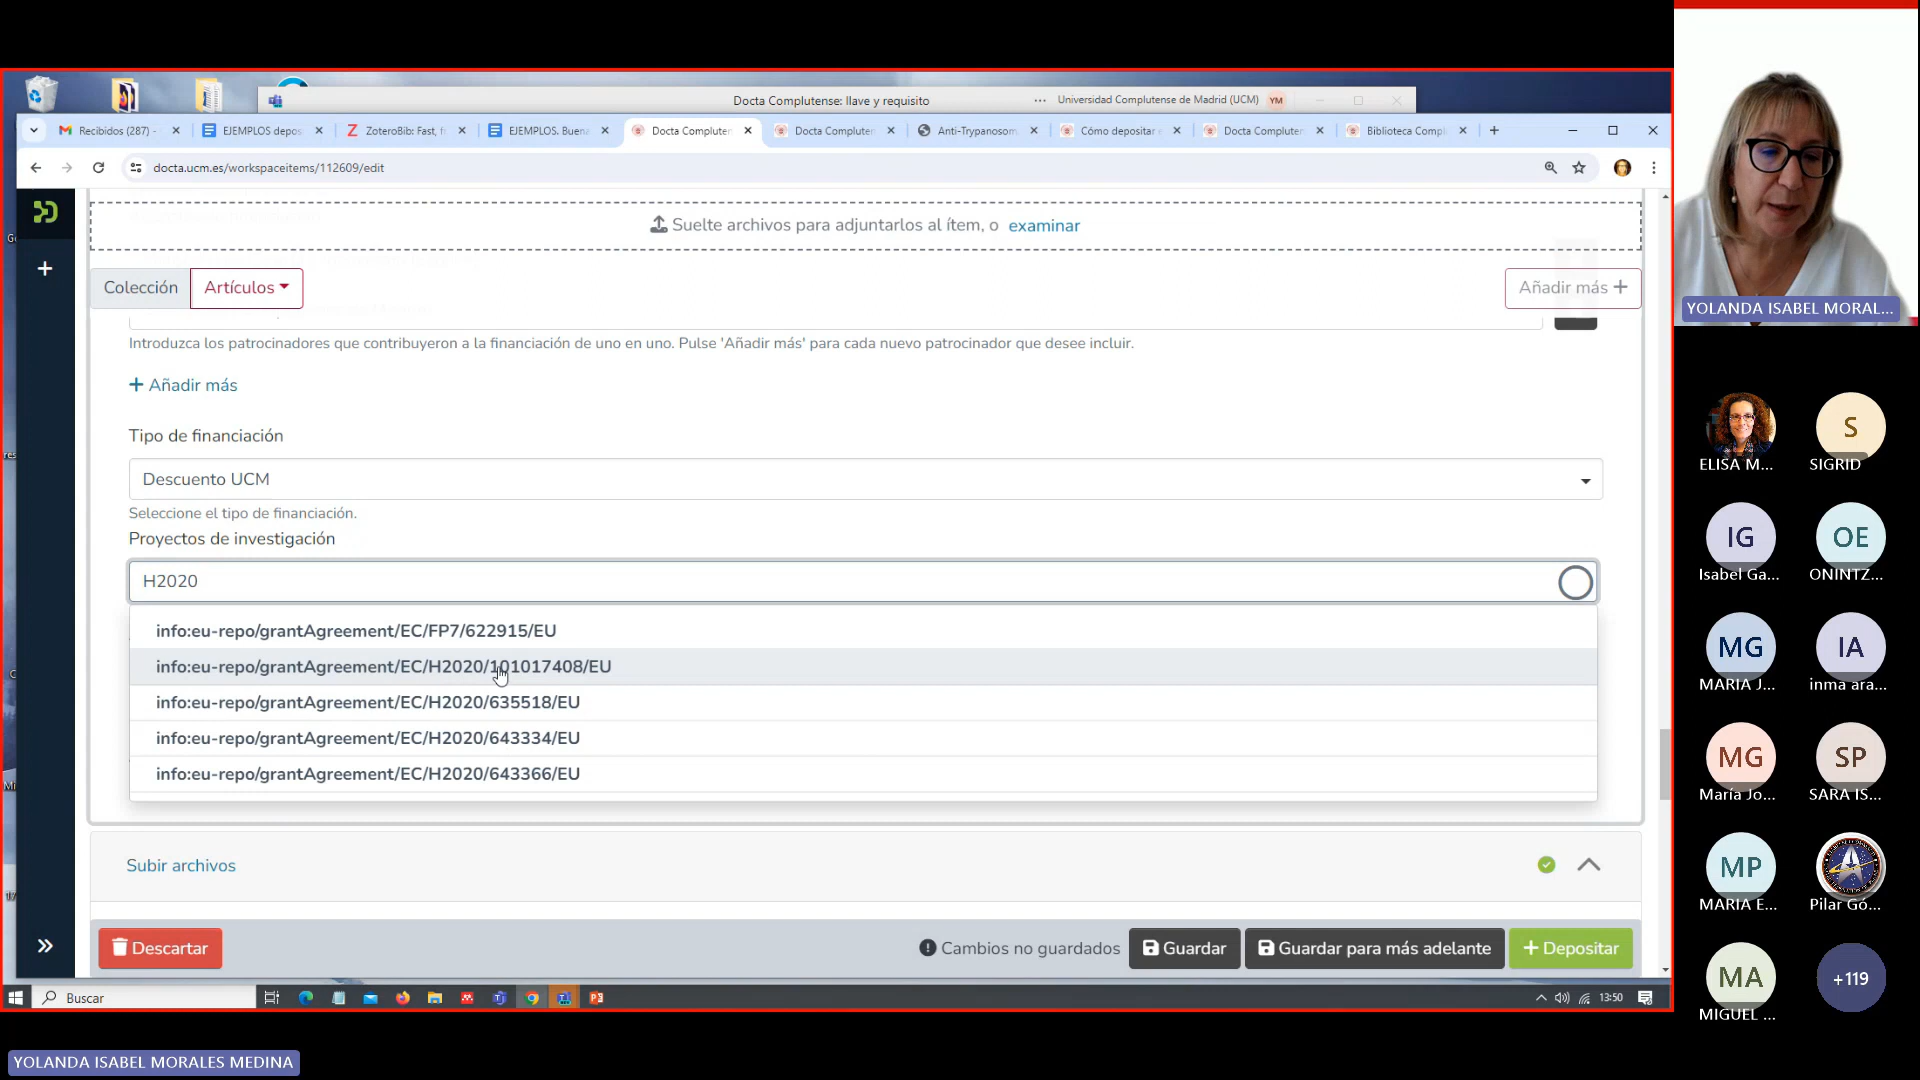 Docta Complutense: llave y requisito
Universidad Complutense de Madrid (UCM)
YM
Recibidos (287) -
EJEMPLOS depos
ZoteroBib: Fast, f
EJEMPLOS. Buena
Docta Complutens
Docta Complutens
Anti-Trypanosom
Cómo depositar e
Docta Complutens
Biblioteca Compl
docta.ucm.es/workspaceitems/112609/edit
Suelte archivos para adjuntarlos al ítem, o examinar
Colección
Artículos
Añadir más +
Introduzca los patrocinadores que contribuyeron a la financiación de uno en uno. Pulse 'Añadir más' para cada nuevo patrocinador que desee incluir.
+ Añadir más
Tipo de financiación
Descuento UCM
Seleccione el tipo de financiación.
Proyectos de investigación
H2020
info:eu-repo/grantAgreement/EC/FP7/622915/EU
info:eu-repo/grantAgreement/EC/H2020/101017408/EU
info:eu-repo/grantAgreement/EC/H2020/635518/EU
info:eu-repo/grantAgreement/EC/H2020/643334/EU
info:eu-repo/grantAgreement/EC/H2020/643366/EU
Subir archivos
Descartar
Cambios no guardados
Guardar
Guardar para más adelante
+ Depositar
Buscar
13:50
YOLANDA ISABEL MORALES MEDINA
YOLANDA ISABEL MORAL...
ELISA M...
S
SIGRID
IG
Isabel Ga...
OE
ONINTZ...
MG
MARIA J...
IA
inma ara...
MG
María Jo...
SP
SARA IS...
MP
MARIA E...
Pilar Gó...
MA
MIGUEL ...
+119